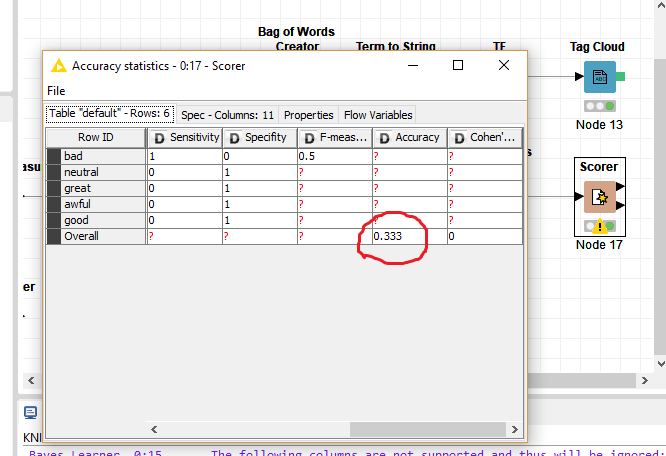 Bag of Words
Creator Term to String TF Tag Cloud
Accuracy statistics - 0:17 - Scorer
File
Table "default" - Rows: 6 Spec - Columns: 11 Properties Flow Variables
Row ID D Sensitivity D Specifity D F-meas... D Accuracy D Cohen'...
bad 1 0 0.5 ? ?
neutral 0 1 ? ? ?
great 0 1 ? ? ?
awful 0 1 ? ? ?
good 0 1 ? ? ?
Overall ? ? ? 0.333 0
Node 13
Scorer
Node 17
asu
er
s
KNI
Bayes Learner 0:15 The following columns are not supported and thus will be ignored: